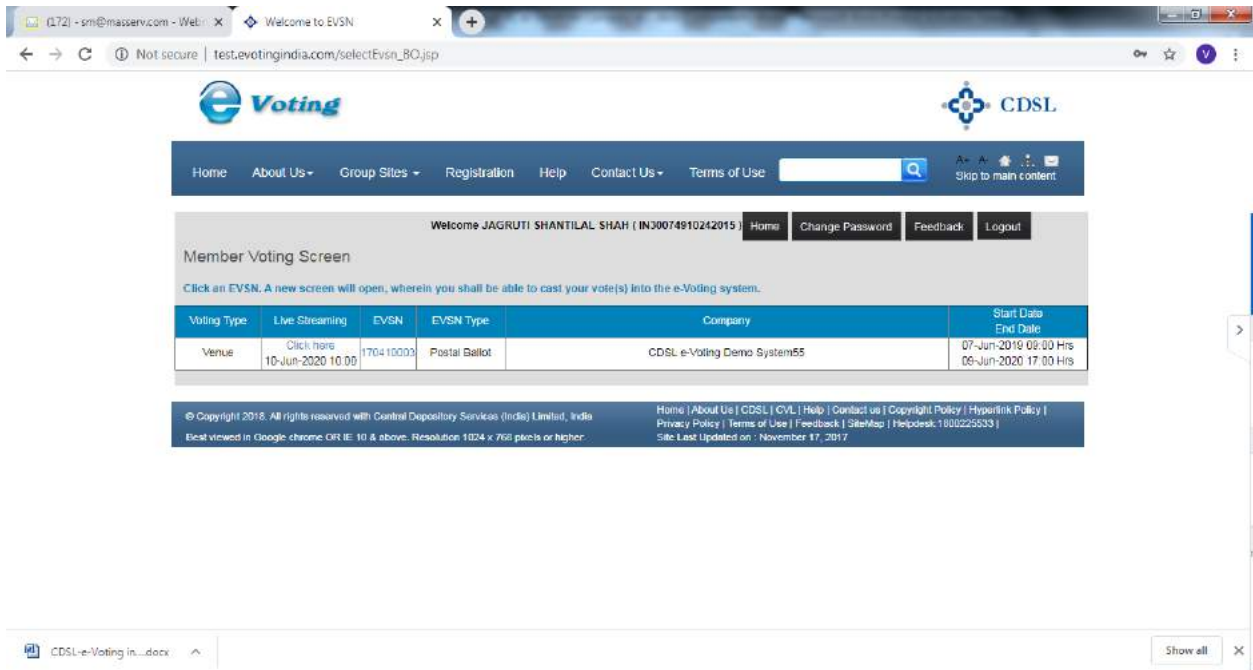 (172) - sm@masserv.com - Web
Welcome to EVSN
Not secure | test.evotingindia.com/selectEvsn_BO.jsp
V
e Voting
CDSL
Home About Us Group Sites Registration Help Contact Us Terms of Use
A+ A-
Skip to main content
Welcome JAGRUTI SHANTILAL SHAH ( IN30074910242015 ) Home Change Password Feedback Logout
Member Voting Screen
Click an EVSN. A new screen will open, wherein you shall be able to cast your vote(s) into the e-Voting system.
Voting Type Live Streaming EVSN EVSN Type Company Start Date
End Date
Venue Click here 170410003 Postal Ballot CDSL e-Voting Demo System55 07-Jun-2019 09:00 Hrs
10-Jun-2020 10:00 09-Jun-2020 17:00 Hrs
© Copyright 2018. All rights reserved with Central Depository Services (India) Limited, India
Best viewed in Google chrome OR IE 10 & above. Resolution 1024 x 768 pixels or higher.
Home | About Us | CDSL | CVL | Help | Contact us | Copyright Policy | Hyperlink Policy |
Privacy Policy | Terms of Use | Feedback | SiteMap | Helpdesk 1800225533 |
Site Last Updated on : November 17, 2017
CDSL-e-Voting in....docx
Show all